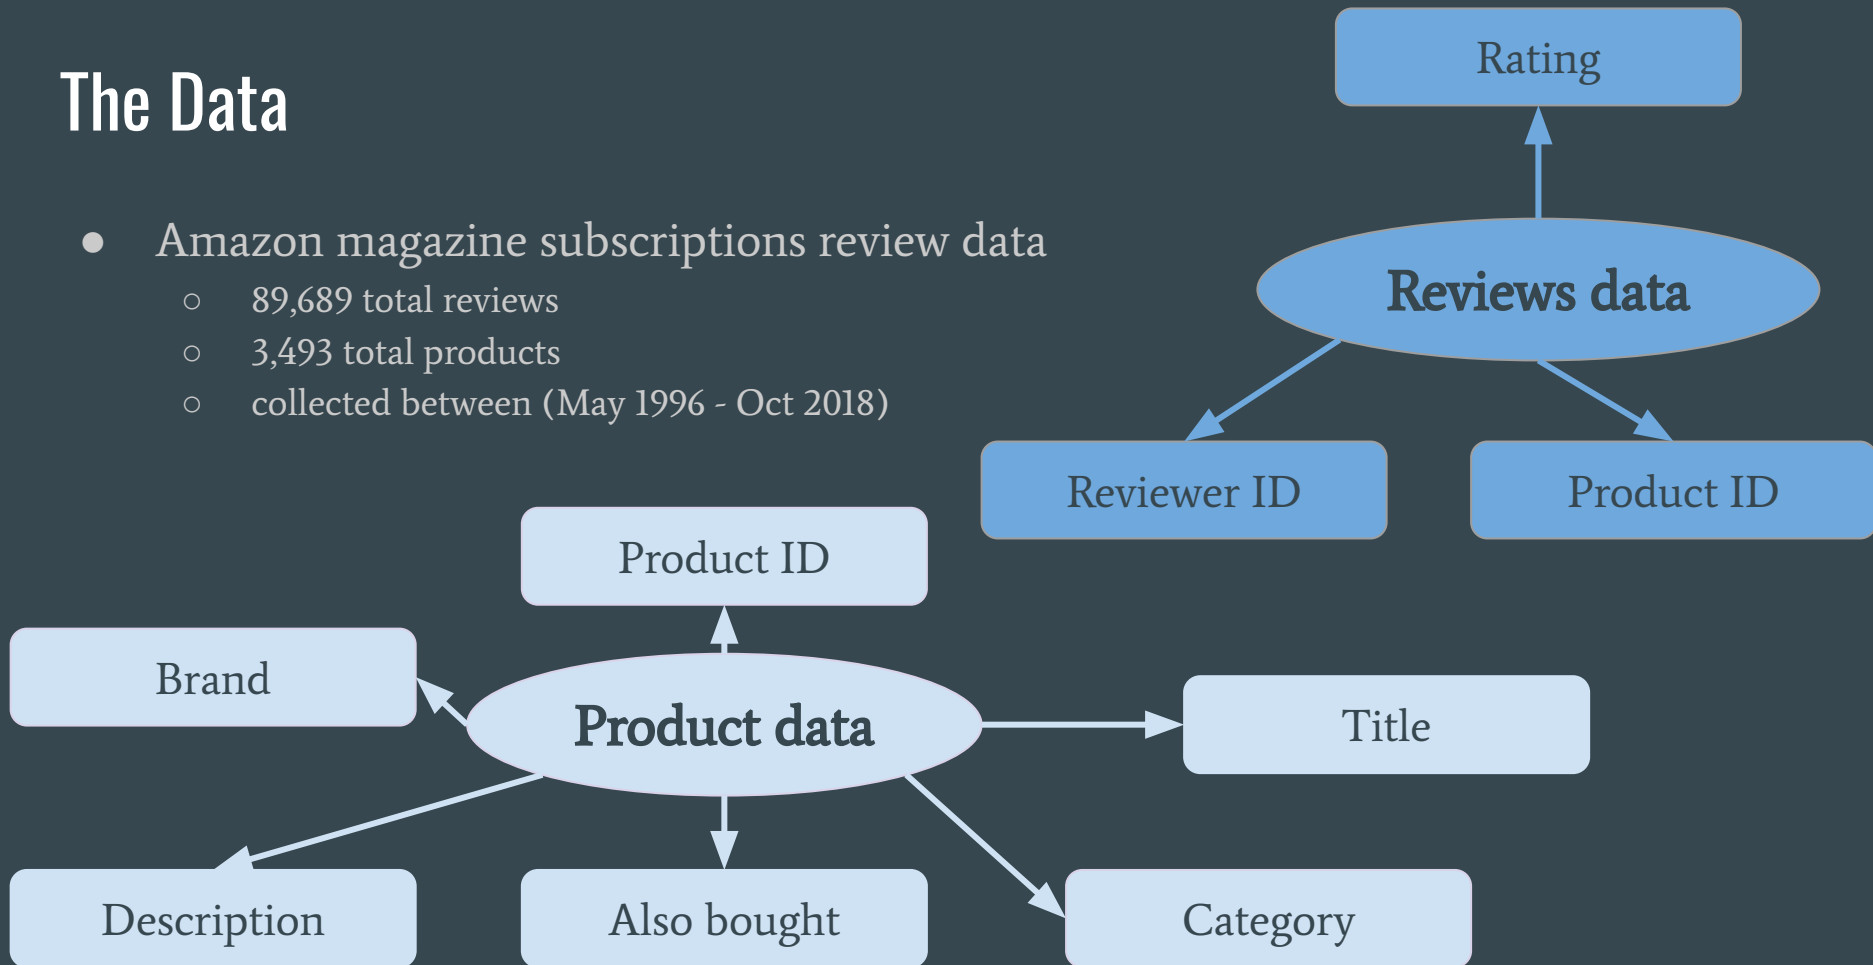 The Data
● Amazon magazine subscriptions review data
○ 89,689 total reviews
○ 3,493 total products
○ collected between (May 1996 - Oct 2018)
Rating
Reviews data
Reviewer ID
Product ID
Product ID
Brand
Product data
Title
Description
Also bought
Category